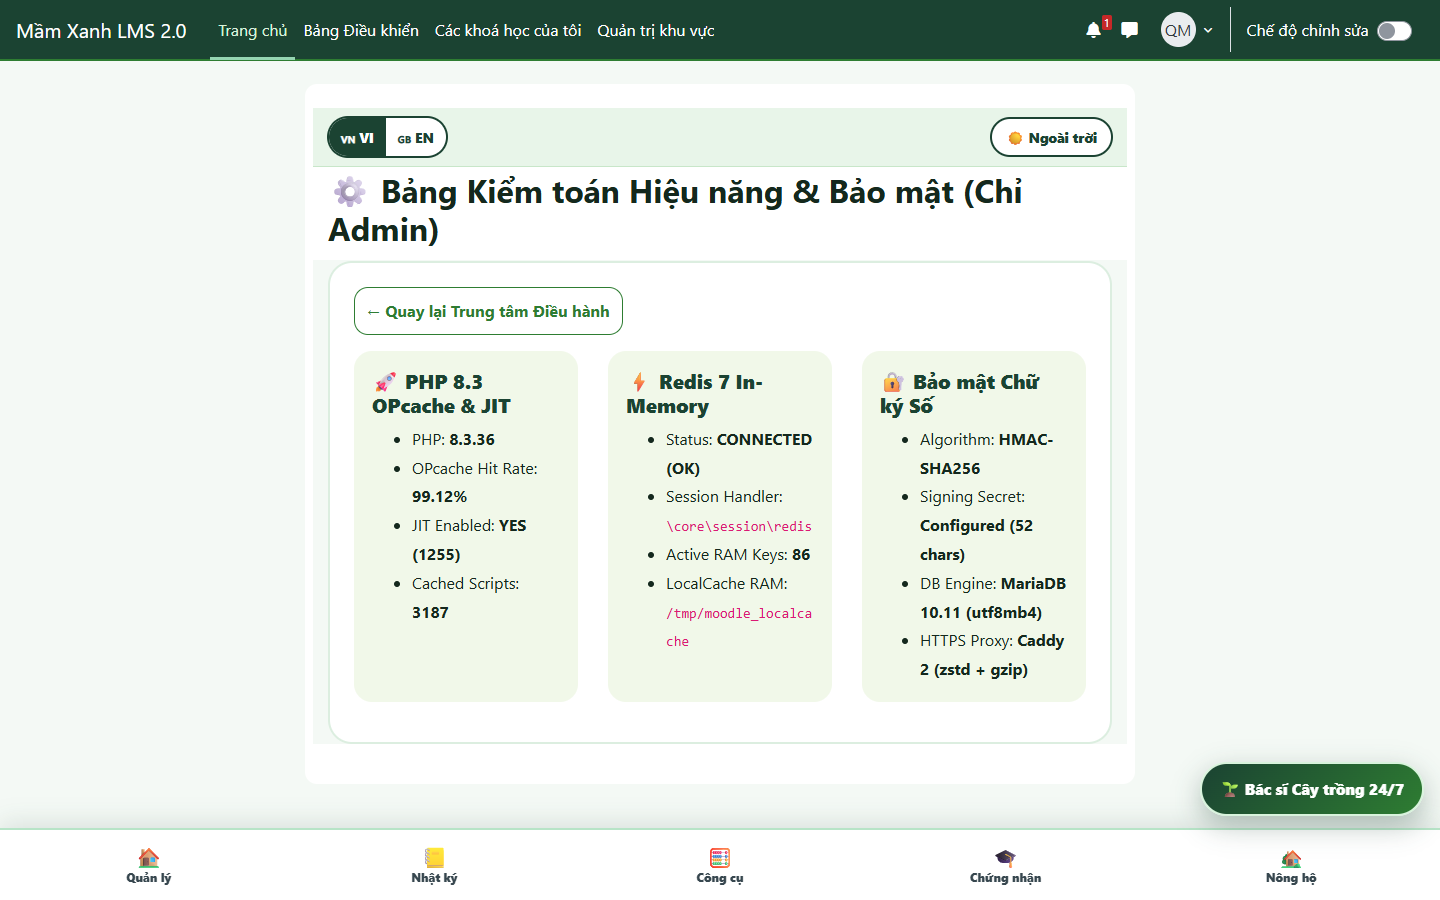 Mầm Xanh LMS 2.0
Trang chủ
Bảng Điều khiển
Các khoá học của tôi
Quản trị khu vực
1
QM
Chế độ chỉnh sửa
VN VI
GB EN
Ngoài trời
Bảng Kiểm toán Hiệu năng & Bảo mật (Chỉ
Admin)
← Quay lại Trung tâm Điều hành
PHP 8.3
OPcache & JIT
PHP: 8.3.36
OPcache Hit Rate:
99.12%
JIT Enabled: YES
(1255)
Cached Scripts:
3187
Redis 7 In-
Memory
Status: CONNECTED
(OK)
Session Handler:
\core\session\redis
Active RAM Keys: 86
LocalCache RAM:
/tmp/moodle_localca
che
Bảo mật Chữ
ký Số
Algorithm: HMAC-
SHA256
Signing Secret:
Configured (52
chars)
DB Engine: MariaDB
10.11 (utf8mb4)
HTTPS Proxy: Caddy
2 (zstd + gzip)
Bác sĩ Cây trồng 24/7
Quản lý
Nhật ký
Công cụ
Chứng nhận
Nông hộ